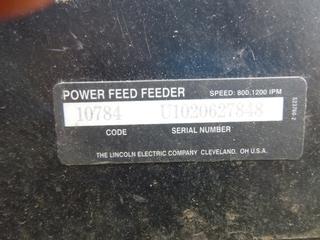 POWER FEED FEEDER SPEED: 800,1200 IPM
10784 U1020627848
CODE SERIAL NUMBER
THE LINCOLN ELECTRIC COMPANY CLEVELAND, OH U.S.A.